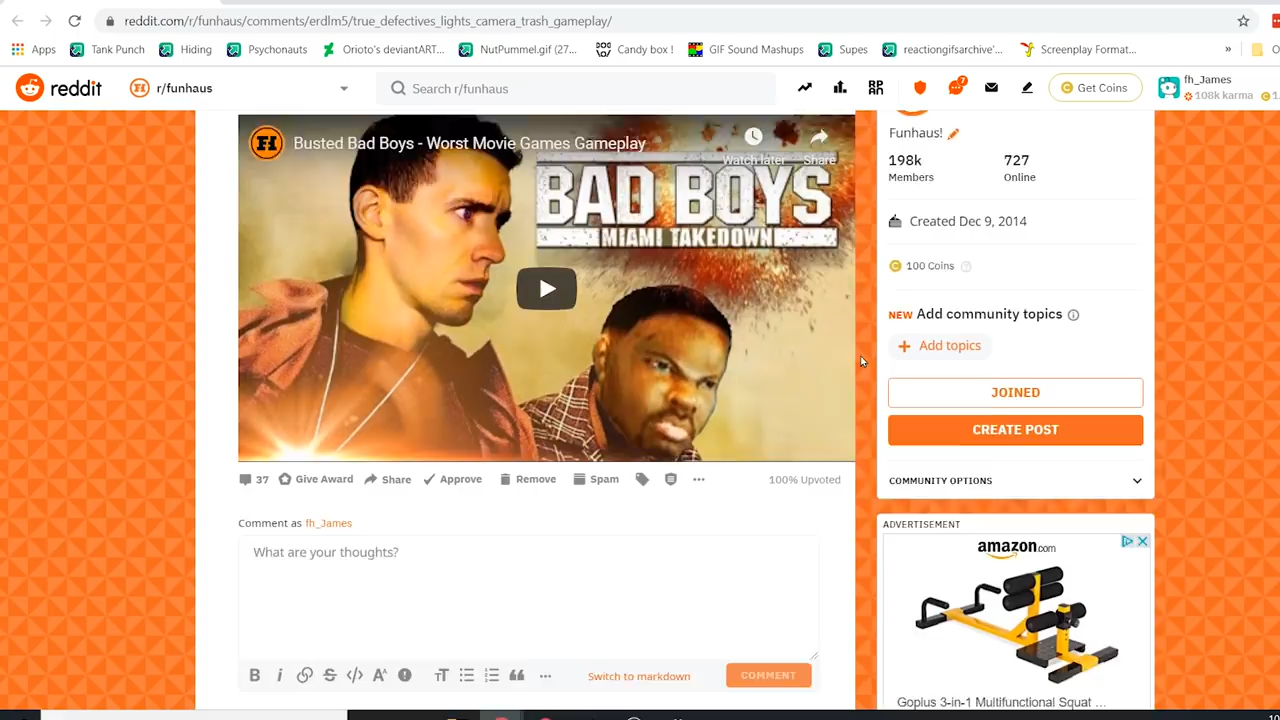 reddit.com/r/funhaus/comments/erdlm5/true_defectives_lights_camera_trash_gameplay/
Apps Tank Punch Hiding Psychonauts Orioto's deviantART... NutPummel.gif (27... Candy box ! GIF Sound Mashups Supes reactiongifsarchive'... Screenplay Format... »
reddit r/funhaus Search r/funhaus 7 Get Coins fh_James
108k karma
Busted Bad Boys - Worst Movie Games Gameplay
Watch later Share
BAD BOYS
MIAMI TAKEDOWN
37 Give Award Share Approve Remove Spam 100% Upvoted
Comment as fh_James
What are your thoughts?
B i Switch to markdown COMMENT
Funhaus!
198k 727
Members Online
Created Dec 9, 2014
100 Coins
NEW Add community topics
+ Add topics
JOINED
CREATE POST
COMMUNITY OPTIONS
ADVERTISEMENT
amazon.com
Goplus 3-in-1 Multifunctional Squat ...